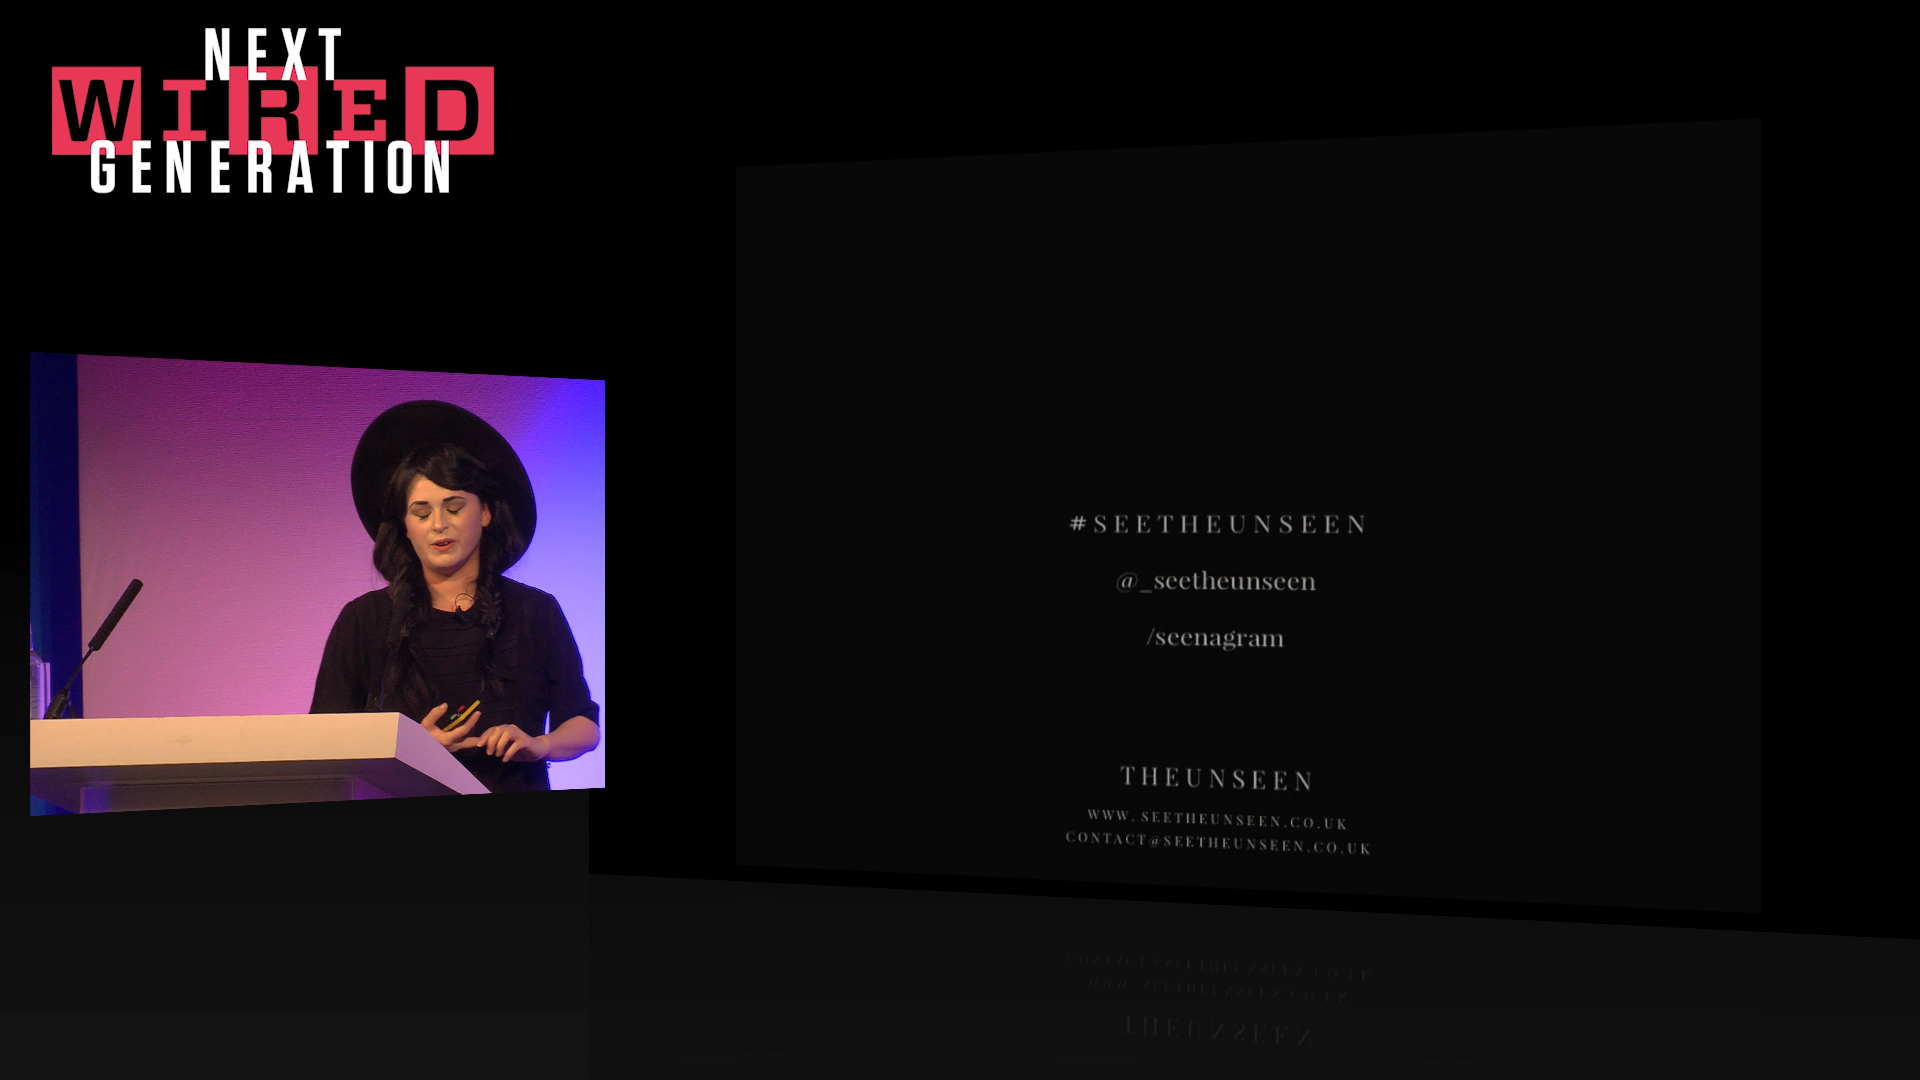 NEXT
WIRED
GENERATION
#SEETHEUNSEEN
@_seetheunseen
/seenagram
THEUNSEEN
WWW. SEETHEUNSEEN.CO.UK
CONTACT@SEETHEUNSEEN.CO.UK